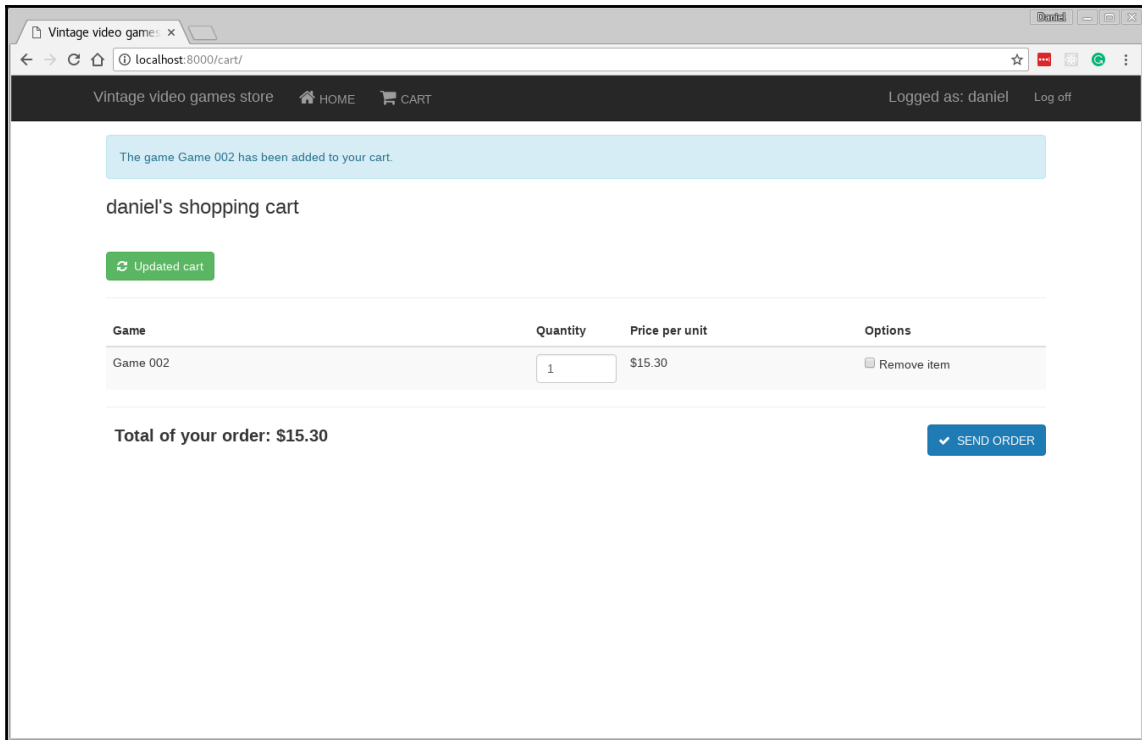 Daniel
Vintage video games
localhost:8000/cart/
Vintage video games store HOME CART Logged as: daniel Log off
The game Game 002 has been added to your cart.
daniel's shopping cart
Updated cart
Game Quantity Price per unit Options
Game 002 1 $15.30 Remove item
Total of your order: $15.30 SEND ORDER